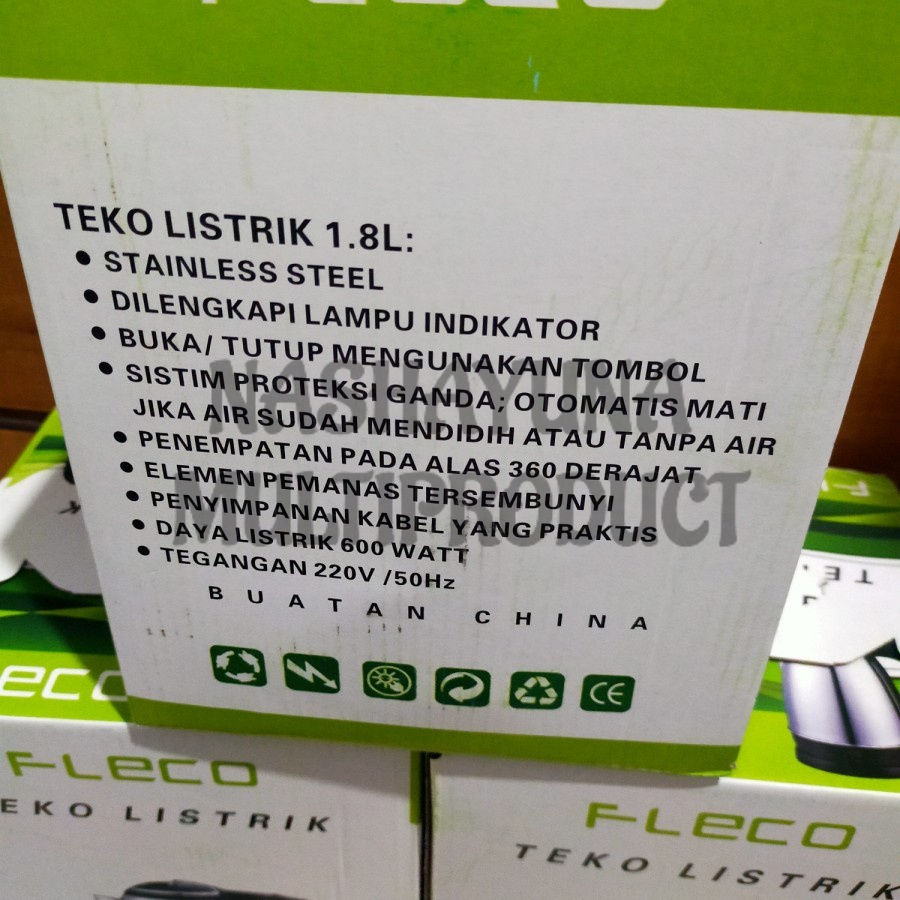 TEKO LISTRIK 1.8L:
• STAINLESS STEEL
• DILENGKAPI LAMPU INDIKATOR
• BUKA/ TUTUP MENGUNAKAN TOMBOL
• SISTIM PROTEKSI GANDA; OTOMATIS MATI
JIKA AIR SUDAH MENDIDIH ATAU TANPA AIR
• PENEMPATAN PADA ALAS 360 DERAJAT
• ELEMEN PEMANAS TERSEMBUNYI
• PENYIMPANAN KABEL YANG PRAKTIS
• DAYA LISTRIK 600 WATT
• TEGANGAN 220V /50Hz
BUATAN CHINA
CE
NASHAYUNA
MULTIPRODUCT
FLECO
TEKO LISTRIK
FLECO
TEKO LISTRIK